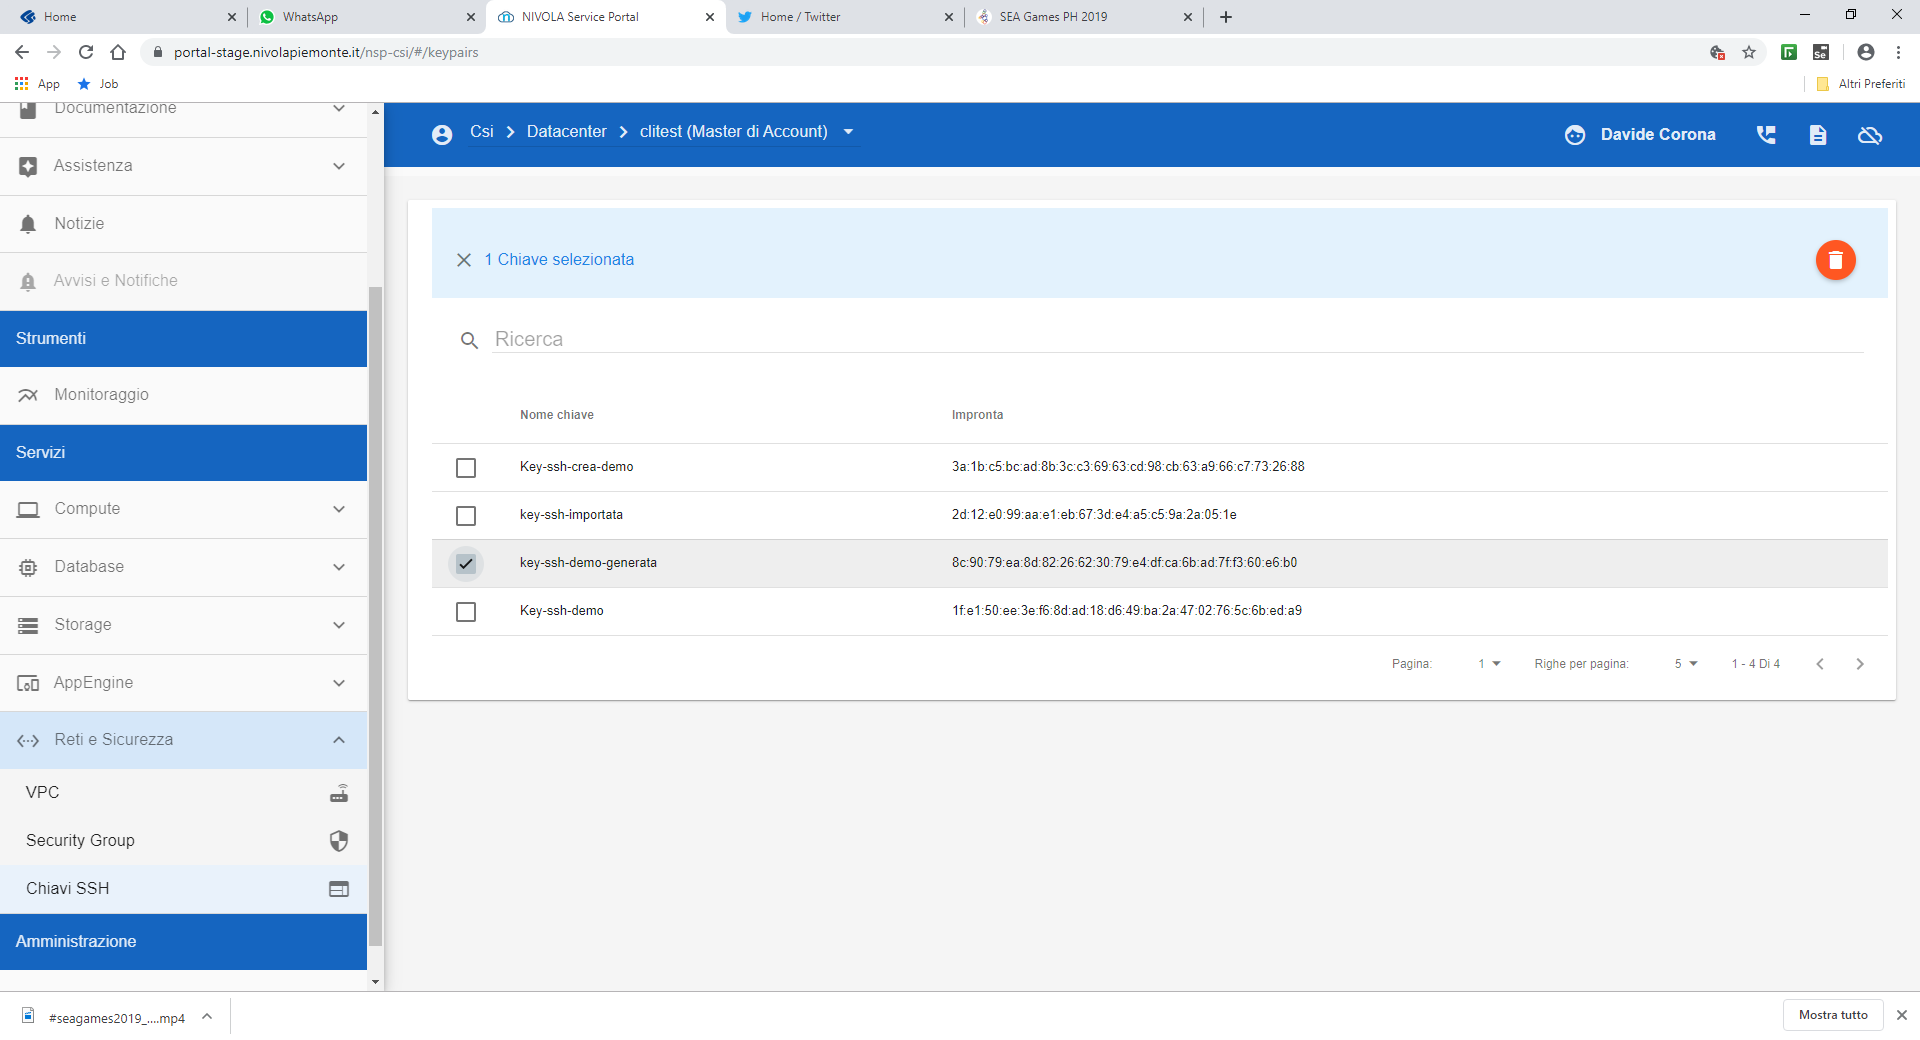 Home
WhatsApp
NIVOLA Service Portal
Home / Twitter
SEA Games PH 2019
portal-stage.nivolapiemonte.it/nsp-csi/#/keypairs
Se
App
Job
Altri Preferiti
Documentazione
Assistenza
Notizie
Avvisi e Notifiche
Strumenti
Monitoraggio
Servizi
Compute
Database
Storage
AppEngine
Reti e Sicurezza
VPC
Security Group
Chiavi SSH
Amministrazione
Csi
Datacenter
clitest (Master di Account)
Davide Corona
1 Chiave selezionata
Ricerca
Nome chiave Impronta
Key-ssh-crea-demo 3a:1b:c5:bc:ad:8b:3c:c3:69:63:cd:98:cb:63:a9:66:c7:73:26:88
key-ssh-importata 2d:12:e0:99:aa:e1:eb:67:3d:e4:a5:c5:9a:2a:05:1e
key-ssh-demo-generata 8c:90:79:ea:8d:82:26:62:30:79:e4:df:ca:6b:ad:7f:f3:60:e6:b0
Key-ssh-demo 1f:e1:50:ee:3e:f6:8d:ad:18:d6:49:ba:2a:47:02:76:5c:6b:ed:a9
Pagina: 1 Righe per pagina: 5 1 - 4 Di 4
#seagames2019_....mp4
Mostra tutto